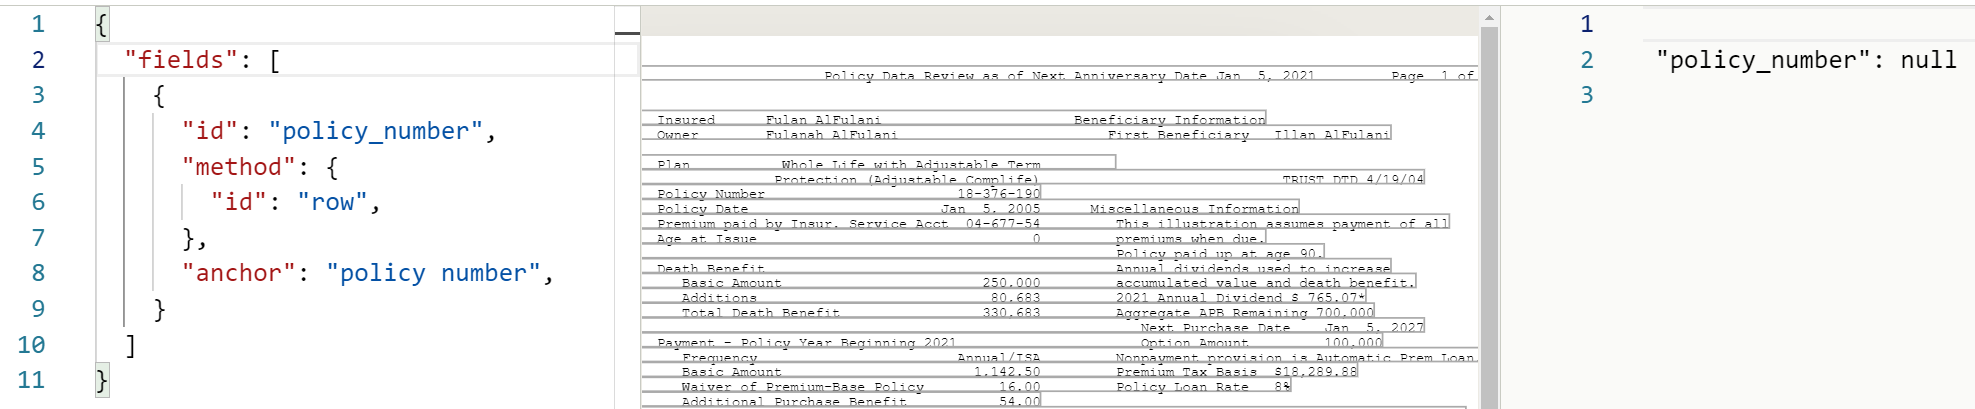 1 {
2 "fields": [
3 {
4 "id": "policy_number",
5 "method": {
6 "id": "row",
7 },
8 "anchor": "policy number",
9 }
10 ]
11 }
Policy Data Review as of Next Anniversary Date Jan 5, 2021 Page 1 of
Insured Fulan AlFulani Beneficiary Information
Owner Fulanah AlFulani First Beneficiary Illan AlFulani
Plan Whole Life with Adjustable Term
Protection (Adjustable Complife) TRUST DTD 4/19/04
Policy Number 18-376-190
Policy Date Jan 5, 2005 Miscellaneous Information
Premium paid by Insur. Service Acct 04-677-54 This illustration assumes payment of all
Age at Issue 0 premiums when due.
Policy paid up at age 90.
Death Benefit Annual dividends used to increase
Basic Amount 250,000 accumulated value and death benefit.
Additions 80,683 2021 Annual Dividend $ 765.07*
Total Death Benefit 330,683 Aggregate APB Remaining 700,000
Next Purchase Date Jan 5, 2027
Payment - Policy Year Beginning 2021 Option Amount 100,000
Frequency Annual/ISA Nonpayment provision is Automatic Prem Loan
Basic Amount 1,142.50 Premium Tax Basis $18,289.88
Waiver of Premium-Base Policy 16.00 Policy Loan Rate 8%
Additional Purchase Benefit 54.00
1
2 "policy_number": null
3